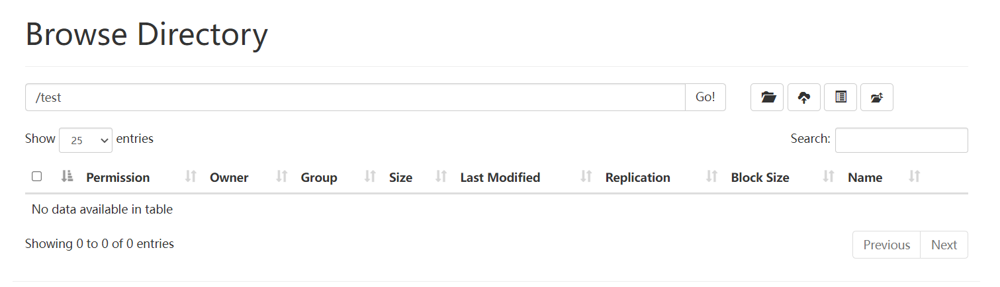 Browse Directory
/test Go!
Show 25 entries Search:
Permission Owner Group Size Last Modified Replication Block Size Name
No data available in table
Showing 0 to 0 of 0 entries Previous Next